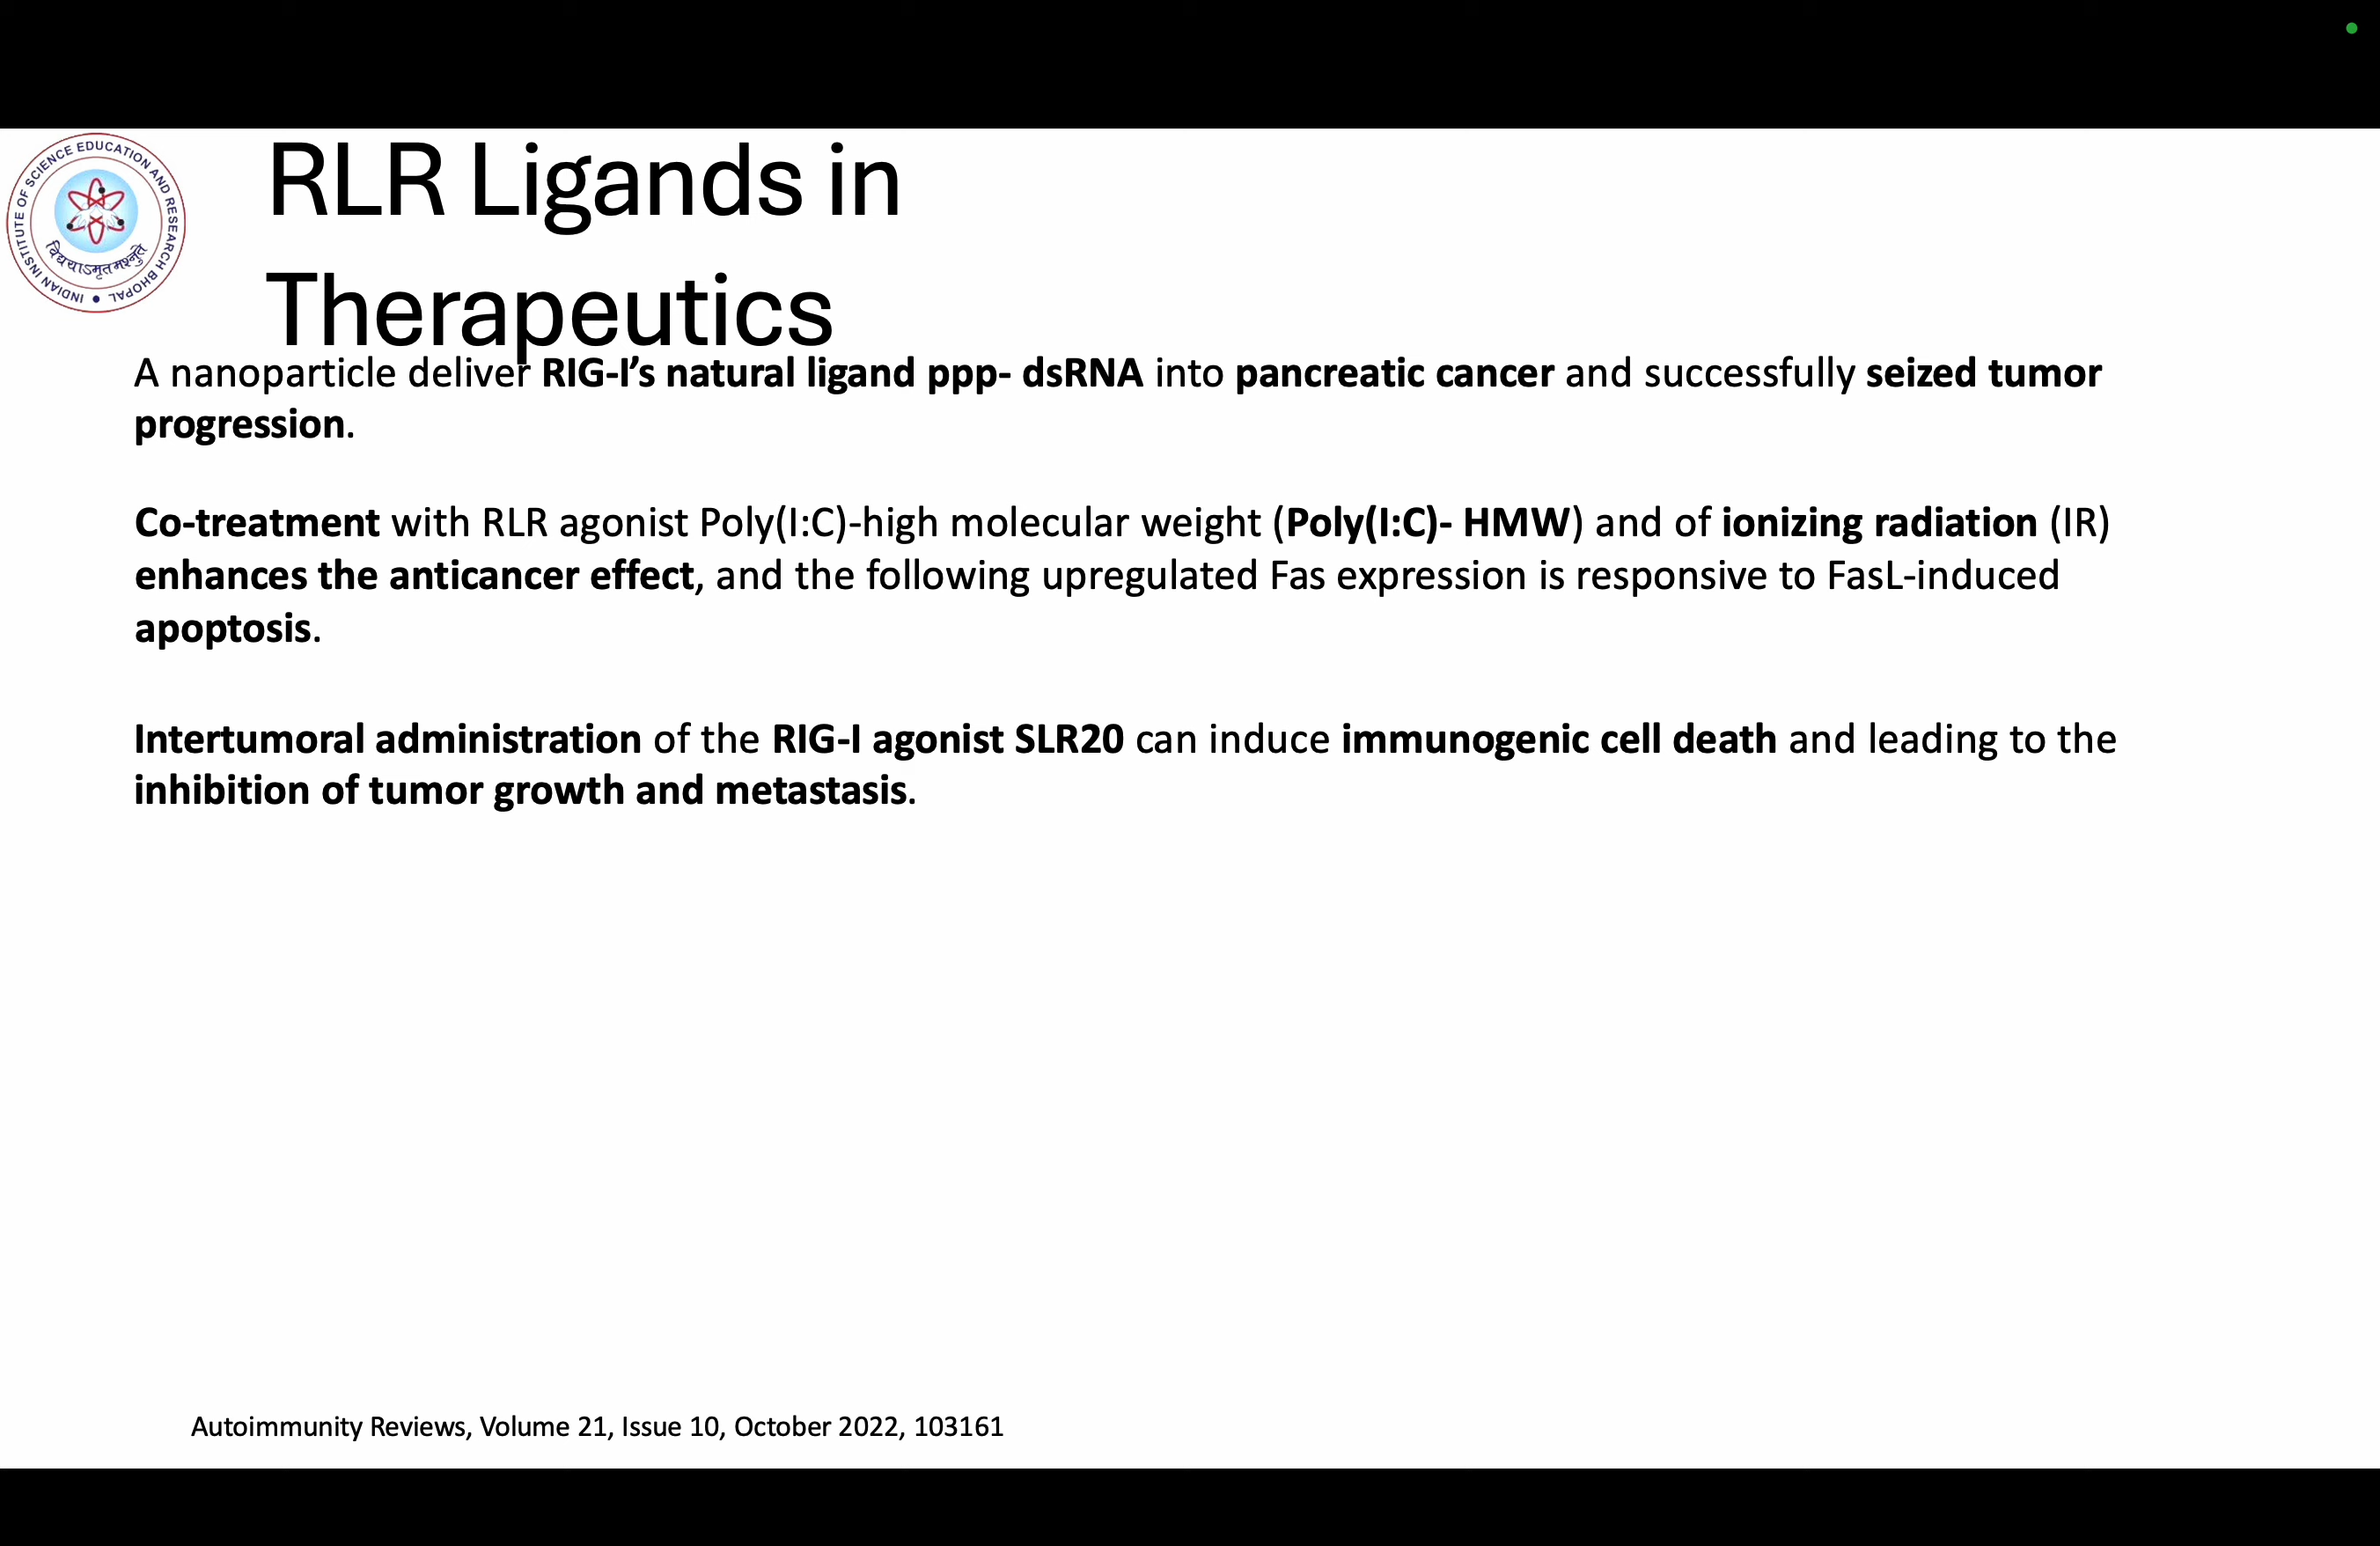 INDIAN INSTITUTE OF SCIENCE EDUCATION AND RESEARCH BHOPAL
विद्ययाऽमृतमश्नुते
RLR Ligands in
Therapeutics
A nanoparticle deliver RIG-I’s natural ligand ppp- dsRNA into pancreatic cancer and successfully seized tumor
progression.
Co-treatment with RLR agonist Poly(I:C)-high molecular weight (Poly(I:C)- HMW) and of ionizing radiation (IR)
enhances the anticancer effect, and the following upregulated Fas expression is responsive to FasL-induced
apoptosis.
Intertumoral administration of the RIG-I agonist SLR20 can induce immunogenic cell death and leading to the
inhibition of tumor growth and metastasis.
Autoimmunity Reviews, Volume 21, Issue 10, October 2022, 103161